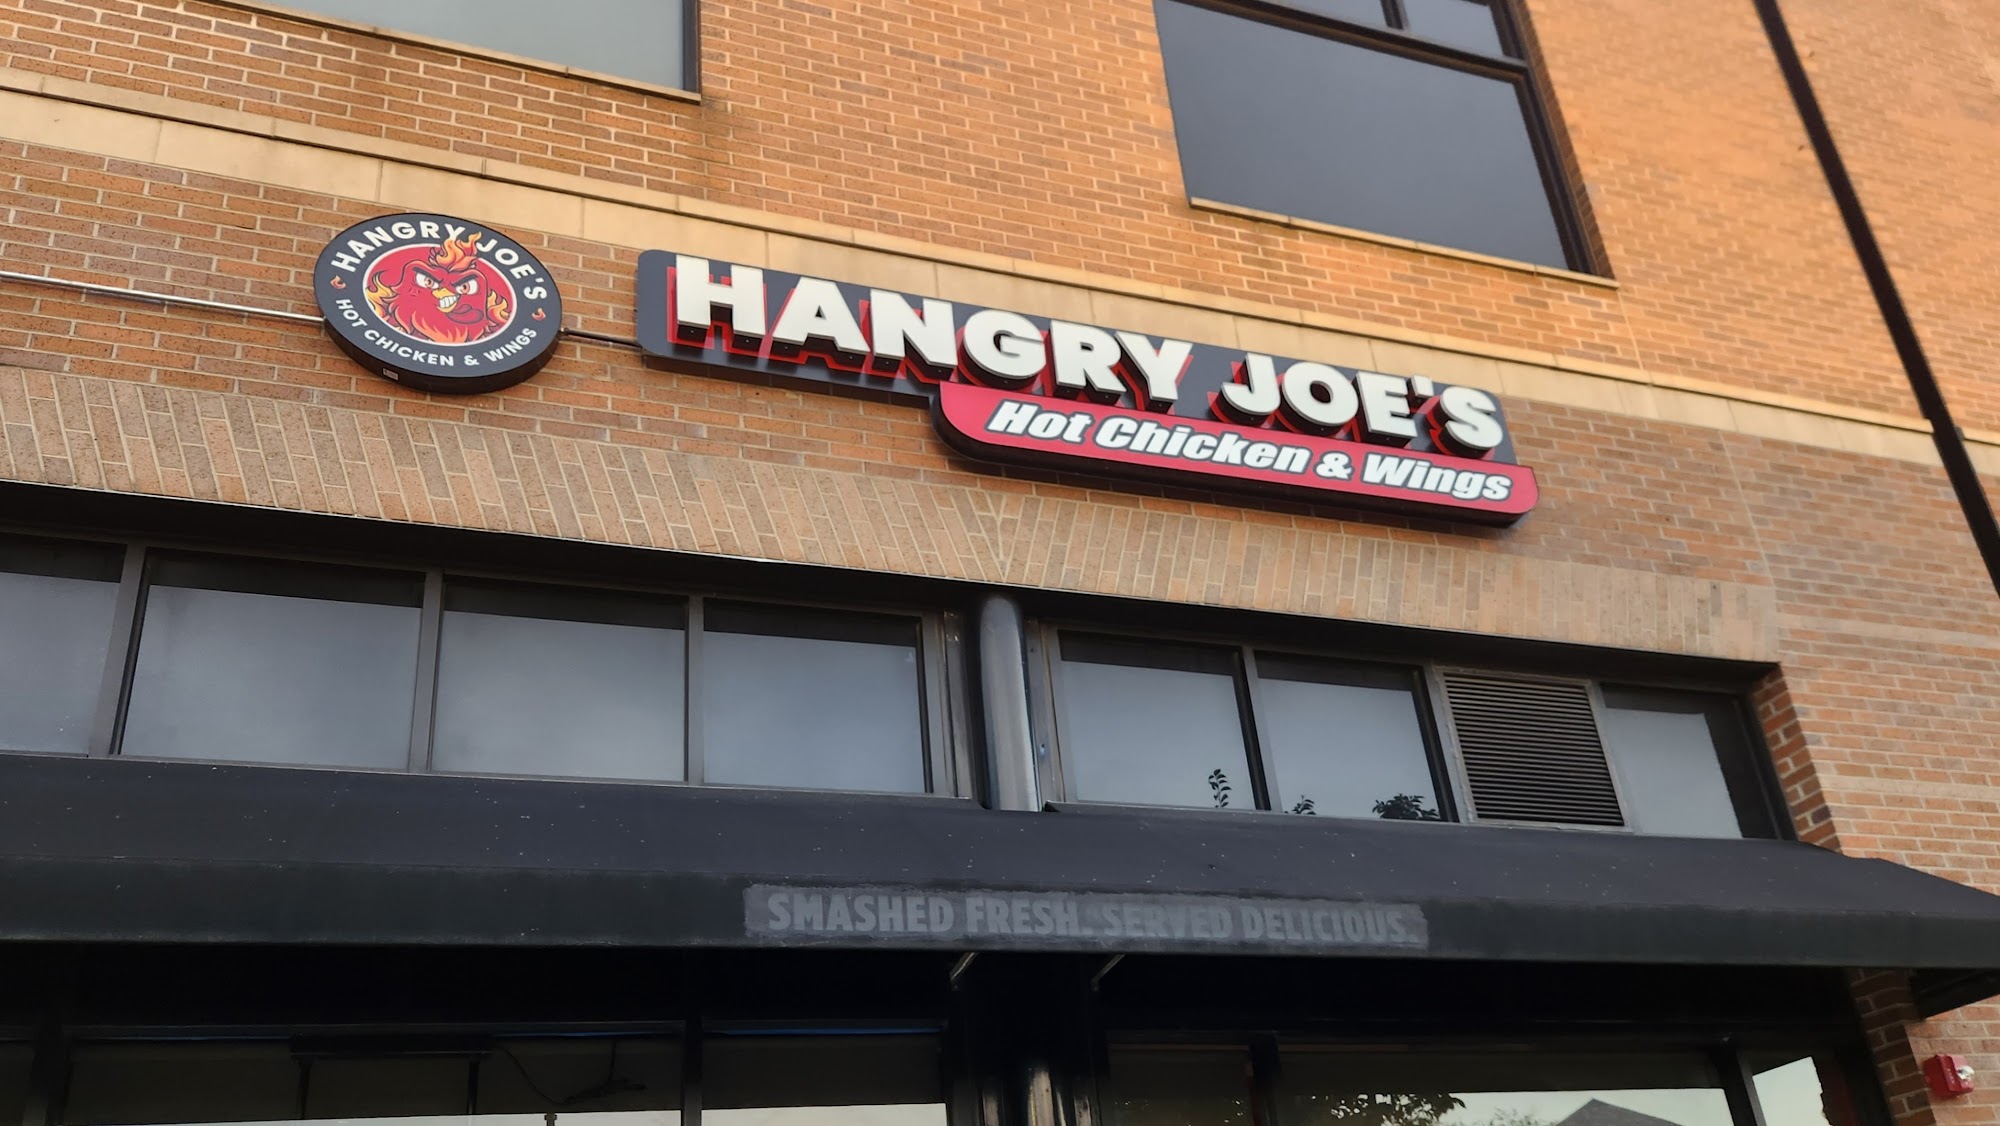 HANGRY JOE'S
HOT CHICKEN & WINGS
HANGRY JOE'S
Hot Chicken & Wings
SMASHED FRESH. SERVED DELICIOUS.